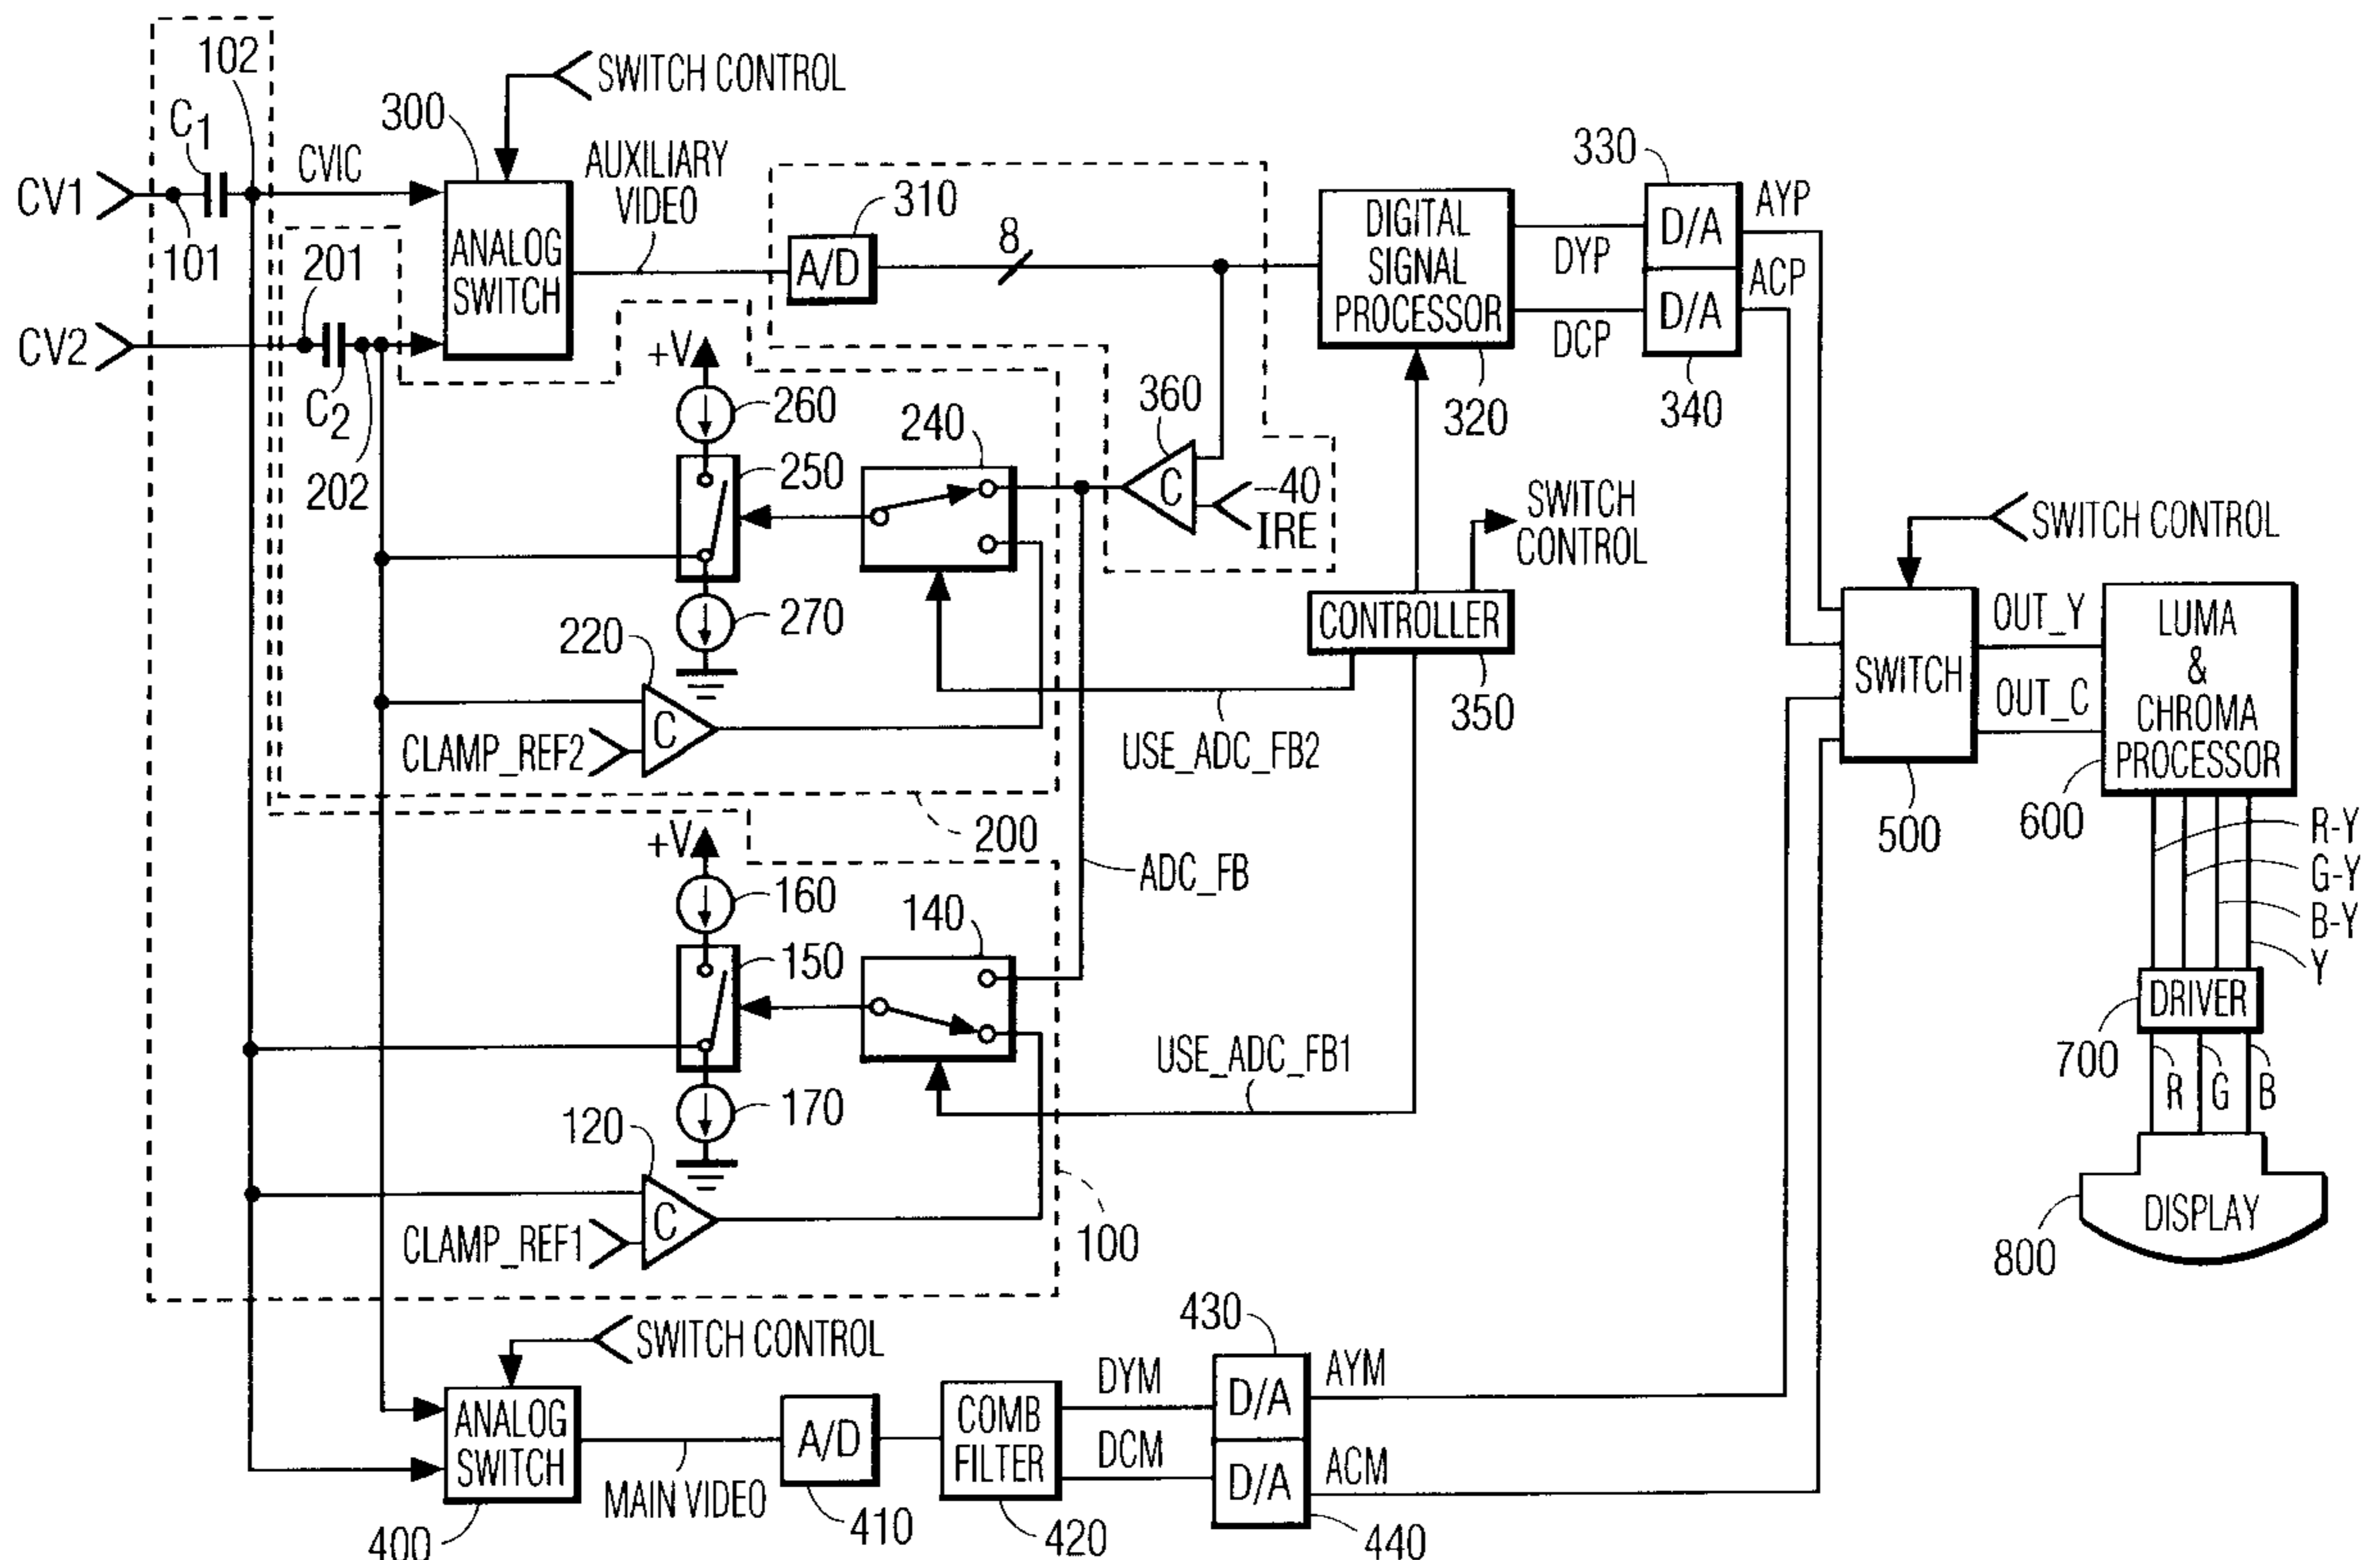 102
C1
300
SWITCH CONTROL
CVIC
AUXILIARY
VIDEO
310
330
AYP
CV1
101
201
ANALOG
SWITCH
A/D
8
DIGITAL
SIGNAL
PROCESSOR
DYP
D/A
ACP
CV2
DCP
D/A
C2
202
+V
260
240
360
320
340
250
C
-40
IRE
SWITCH
CONTROL
SWITCH CONTROL
270
220
CONTROLLER
350
OUT_Y
LUMA
&
CHROMA
PROCESSOR
SWITCH
OUT_C
CLAMP_REF2
C
USE_ADC_FB2
200
500
600
R-Y
G-Y
B-Y
Y
+V
160
ADC_FB
140
150
DRIVER
700
170
USE_ADC_FB1
R
G
B
120
CLAMP_REF1
C
100
DISPLAY
800
SWITCH CONTROL
430
ANALOG
SWITCH
MAIN VIDEO
A/D
COMB
FILTER
DYM
DCM
D/A
D/A
AYM
ACM
400
410
420
440